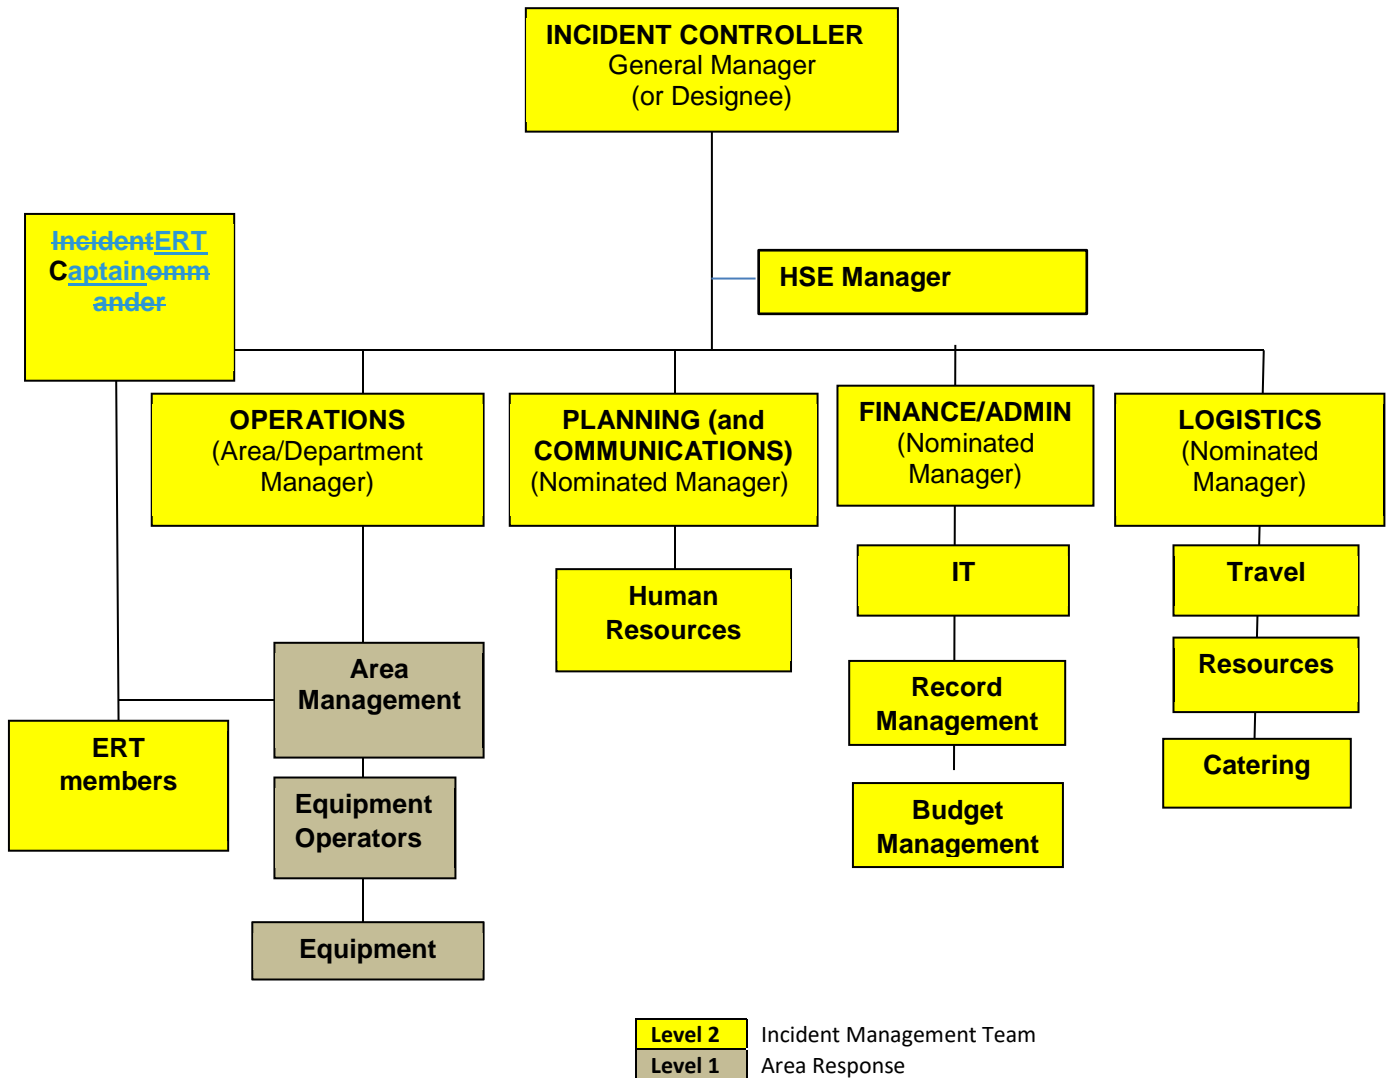 INCIDENT CONTROLLER
General Manager
(or Designee)
IncidentERT
Captainomm
ander
HSE Manager
OPERATIONS
(Area/Department
Manager)
PLANNING (and
COMMUNICATIONS)
(Nominated Manager)
FINANCE/ADMIN
(Nominated
Manager)
LOGISTICS
(Nominated
Manager)
Human
Resources
IT
Travel
Area
Management
Record
Management
Resources
ERT
members
Equipment
Operators
Budget
Management
Catering
Equipment
Level 2 Incident Management Team
Level 1 Area Response